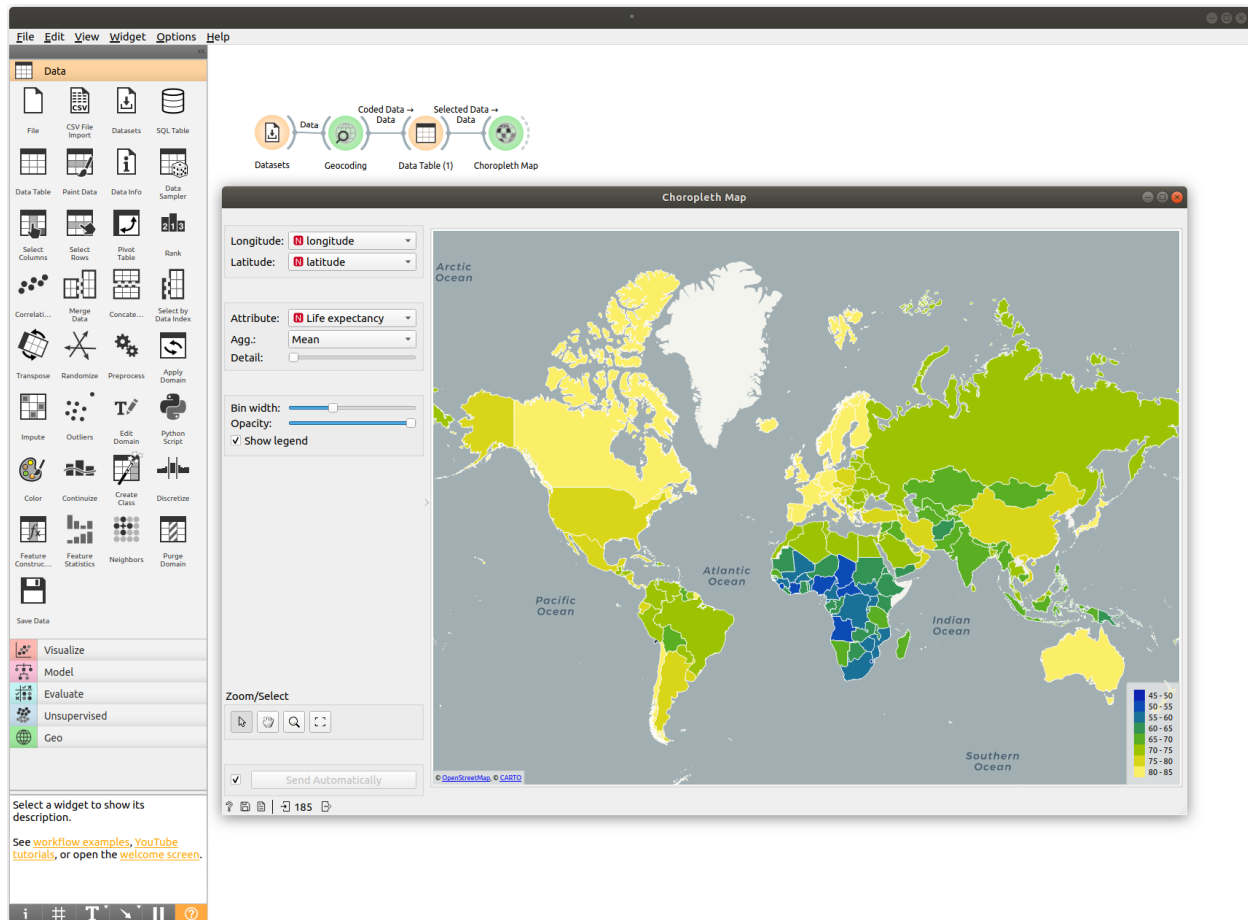 File Edit View Widget Options Help
Data
File
CSV File
Import
Datasets
SQL Table
Data Table
Paint Data
Data Info
Data
Sampler
Select
Columns
Select
Rows
Pivot
Table
Rank
Correlati...
Merge
Data
Concate...
Select by
Data Index
Transpose
Randomize
Preprocess
Apply
Domain
Impute
Outliers
Edit
Domain
Python
Script
Color
Continuize
Create
Class
Discretize
Feature
Construc...
Feature
Statistics
Neighbors
Purge
Domain
Save Data
Visualize
Model
Evaluate
Unsupervised
Geo
Select a widget to show its
description.
See workflow examples, YouTube
tutorials, or open the welcome screen.
Data
Coded Data →
Data
Selected Data →
Data
Datasets
Geocoding
Data Table (1)
Choropleth Map
Choropleth Map
Longitude: N longitude
Latitude: N latitude
Attribute: N Life expectancy
Agg.: Mean
Detail:
Bin width:
Opacity:
Show legend
Zoom/Select
Send Automatically
? 185
Arctic
Ocean
Pacific
Ocean
Atlantic
Ocean
Indian
Ocean
Southern
Ocean
45 - 50
50 - 55
55 - 60
60 - 65
65 - 70
70 - 75
75 - 80
80 - 85
© OpenStreetMap, © CARTO